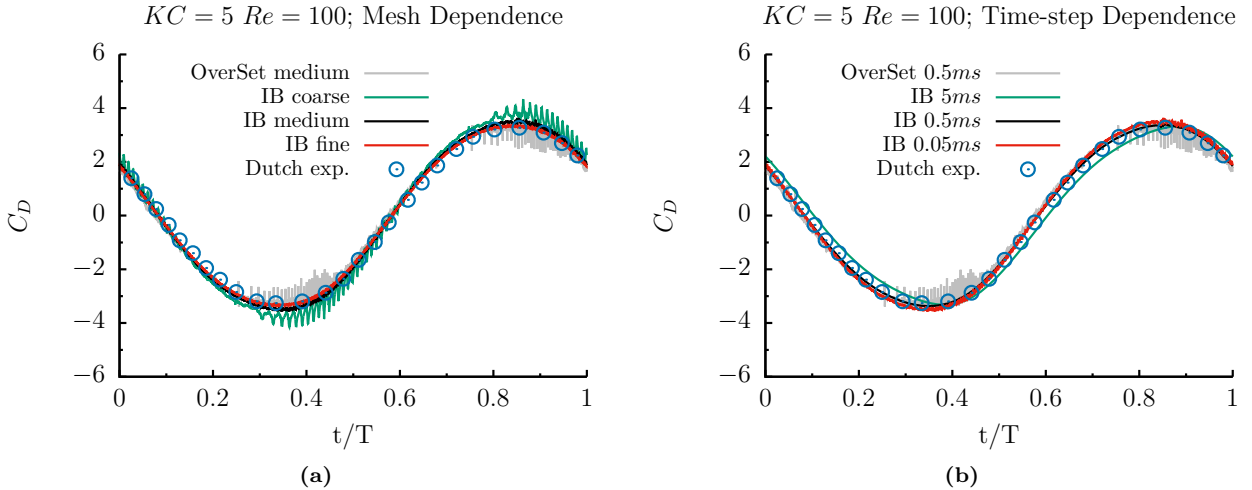 KC = 5 Re = 100; Mesh Dependence
6
4
2
0
−2
−4
−6
C_D
OverSet medium
IB coarse
IB medium
IB fine
Dutch exp.
0 0.2 0.4 0.6 0.8 1
t/T
(a)
KC = 5 Re = 100; Time-step Dependence
6
4
2
0
−2
−4
−6
C_D
OverSet 0.5ms
IB 5ms
IB 0.5ms
IB 0.05ms
Dutch exp.
0 0.2 0.4 0.6 0.8 1
t/T
(b)